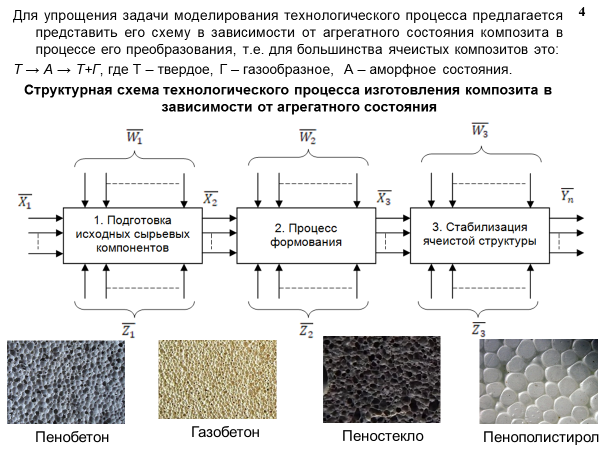 Для упрощения задачи моделирования технологического процесса предлагается
4
представить его схему в зависимости от агрегатного состояния композита в
процессе его преобразования, т.е. для большинства ячеистых композитов это:
Т → А → Т+Г, где Т – твердое, Г – газообразное, А – аморфное состояния.
Структурная схема технологического процесса изготовления композита в
зависимости от агрегатного состояния
W1 W2 W3
X1 X2 X3 Yn
1. Подготовка
исходных сырьевых
компонентов
2. Процесс
формования
3. Стабилизация
ячеистой структуры
Z1 Z2 Z3
Пенобетон Газобетон Пеностекло Пенополистирол